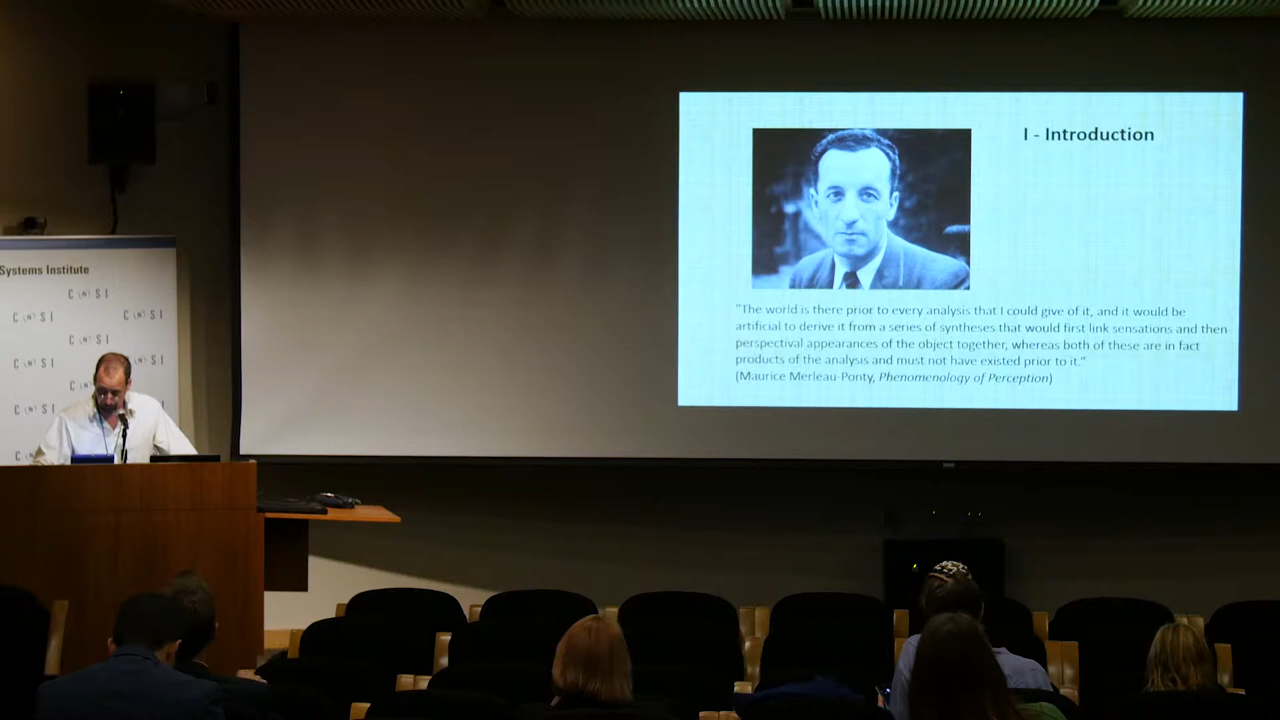 I - Introduction
"The world is there prior to every analysis that I could give of it, and it would be
artificial to derive it from a series of syntheses that would first link sensations and then
perspectival appearances of the object together, whereas both of these are in fact
products of the analysis and must not have existed prior to it."
(Maurice Merleau-Ponty, Phenomenology of Perception)
Systems Institute
C (N) S I
C (N) S I
C (N) S I
C (N) S I
C (N) S I
C (N) S I
C (N) S I